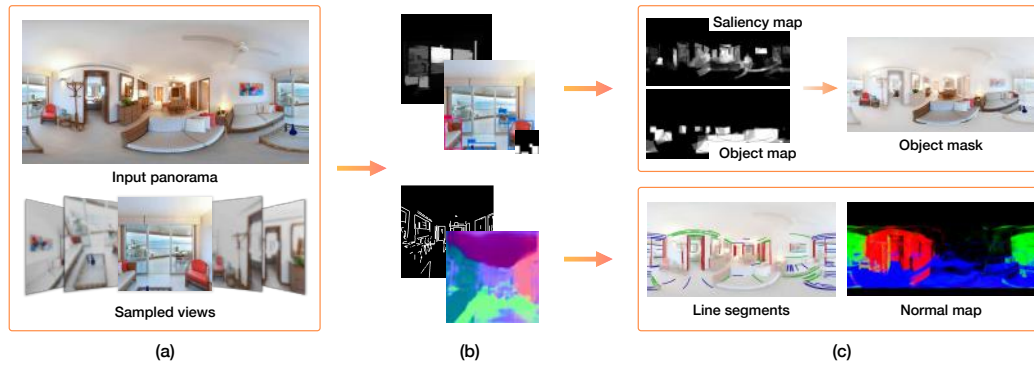 Input panorama
Sampled views
(a)
(b)
Saliency map
Object map
Object mask
Line segments
Normal map
(c)